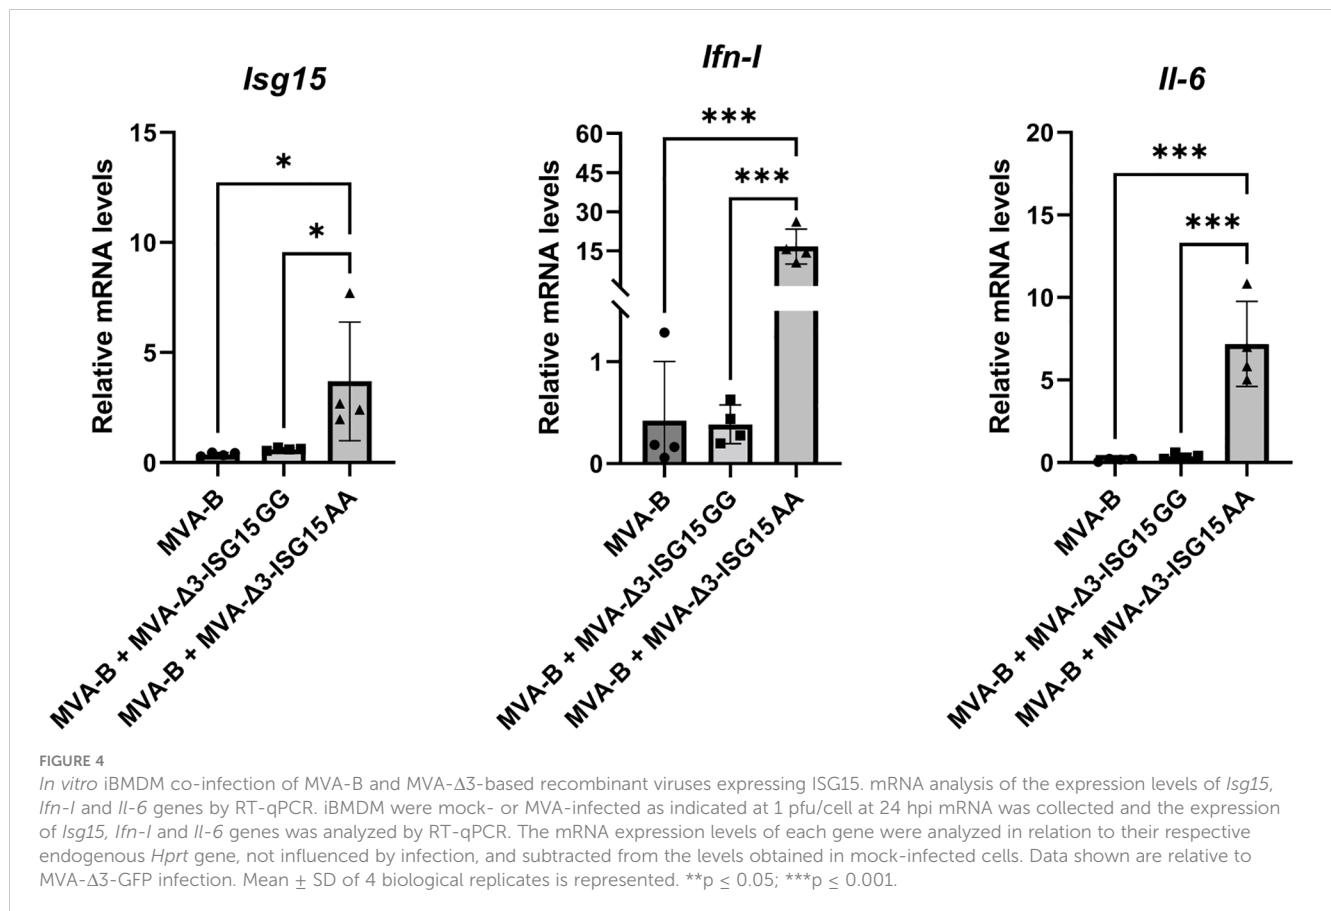 Isg15
Relative mRNA levels
15
10
5
0
*
*
MVA-B
MVA-B + MVA-Δ3-ISG15GG
MVA-B + MVA-Δ3-ISG15AA
Ifn-I
Relative mRNA levels
60
45
30
15
1
0
***
***
MVA-B
MVA-B + MVA-Δ3-ISG15GG
MVA-B + MVA-Δ3-ISG15AA
Il-6
Relative mRNA levels
20
15
10
5
0
***
***
MVA-B
MVA-B + MVA-Δ3-ISG15GG
MVA-B + MVA-Δ3-ISG15AA
FIGURE 4
In vitro iBMDM co-infection of MVA-B and MVA-Δ3-based recombinant viruses expressing ISG15. mRNA analysis of the expression levels of Isg15,
Ifn-I and Il-6 genes by RT-qPCR. iBMDM were mock- or MVA-infected as indicated at 1 pfu/cell at 24 hpi mRNA was collected and the expression
of Isg15, Ifn-I and Il-6 genes was analyzed by RT-qPCR. The mRNA expression levels of each gene were analyzed in relation to their respective
endogenous Hprt gene, not influenced by infection, and subtracted from the levels obtained in mock-infected cells. Data shown are relative to
MVA-Δ3-GFP infection. Mean ± SD of 4 biological replicates is represented. **p ≤ 0.05; ***p ≤ 0.001.